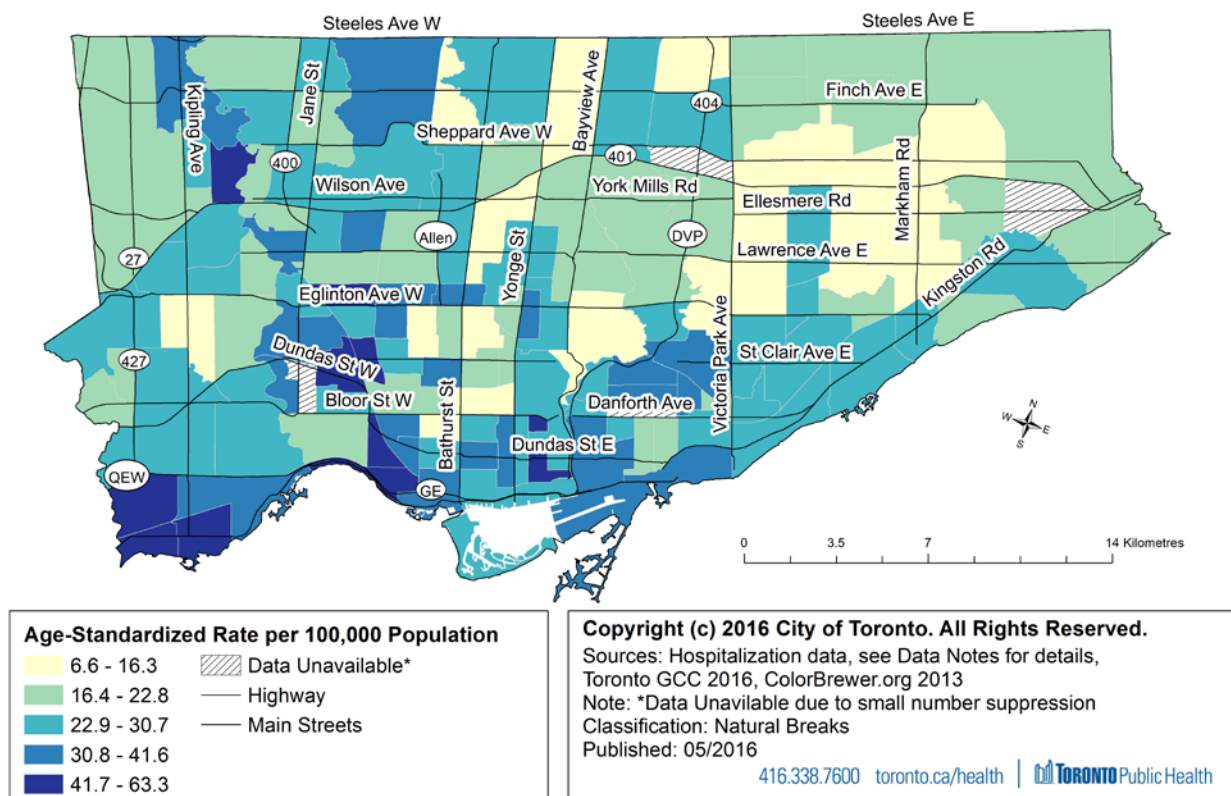 Steeles Ave W
Steeles Ave E
Kipling Ave
Jane St
Bayview Ave
404
Finch Ave E
Sheppard Ave W
400
401
Markham Rd
Wilson Ave
York Mills Rd
Ellesmere Rd
Allen
DVP
Yonge St
Lawrence Ave E
27
Kingston Rd
Eglinton Ave W
Victoria Park Ave
427
Dundas St W
St Clair Ave E
Bloor St W
Bathurst St
Danforth Ave
Dundas St E
QEW
GE
N
W
E
S
0
3.5
7
14 Kilometres
Age-Standardized Rate per 100,000 Population
6.6 - 16.3
16.4 - 22.8
22.9 - 30.7
30.8 - 41.6
41.7 - 63.3
Data Unavailable*
Highway
Main Streets
Copyright (c) 2016 City of Toronto. All Rights Reserved.
Sources: Hospitalization data, see Data Notes for details,
Toronto GCC 2016, ColorBrewer.org 2013
Note: *Data Unavailable due to small number suppression
Classification: Natural Breaks
Published: 05/2016
416.338.7600 toronto.ca/health
TORONTO Public Health